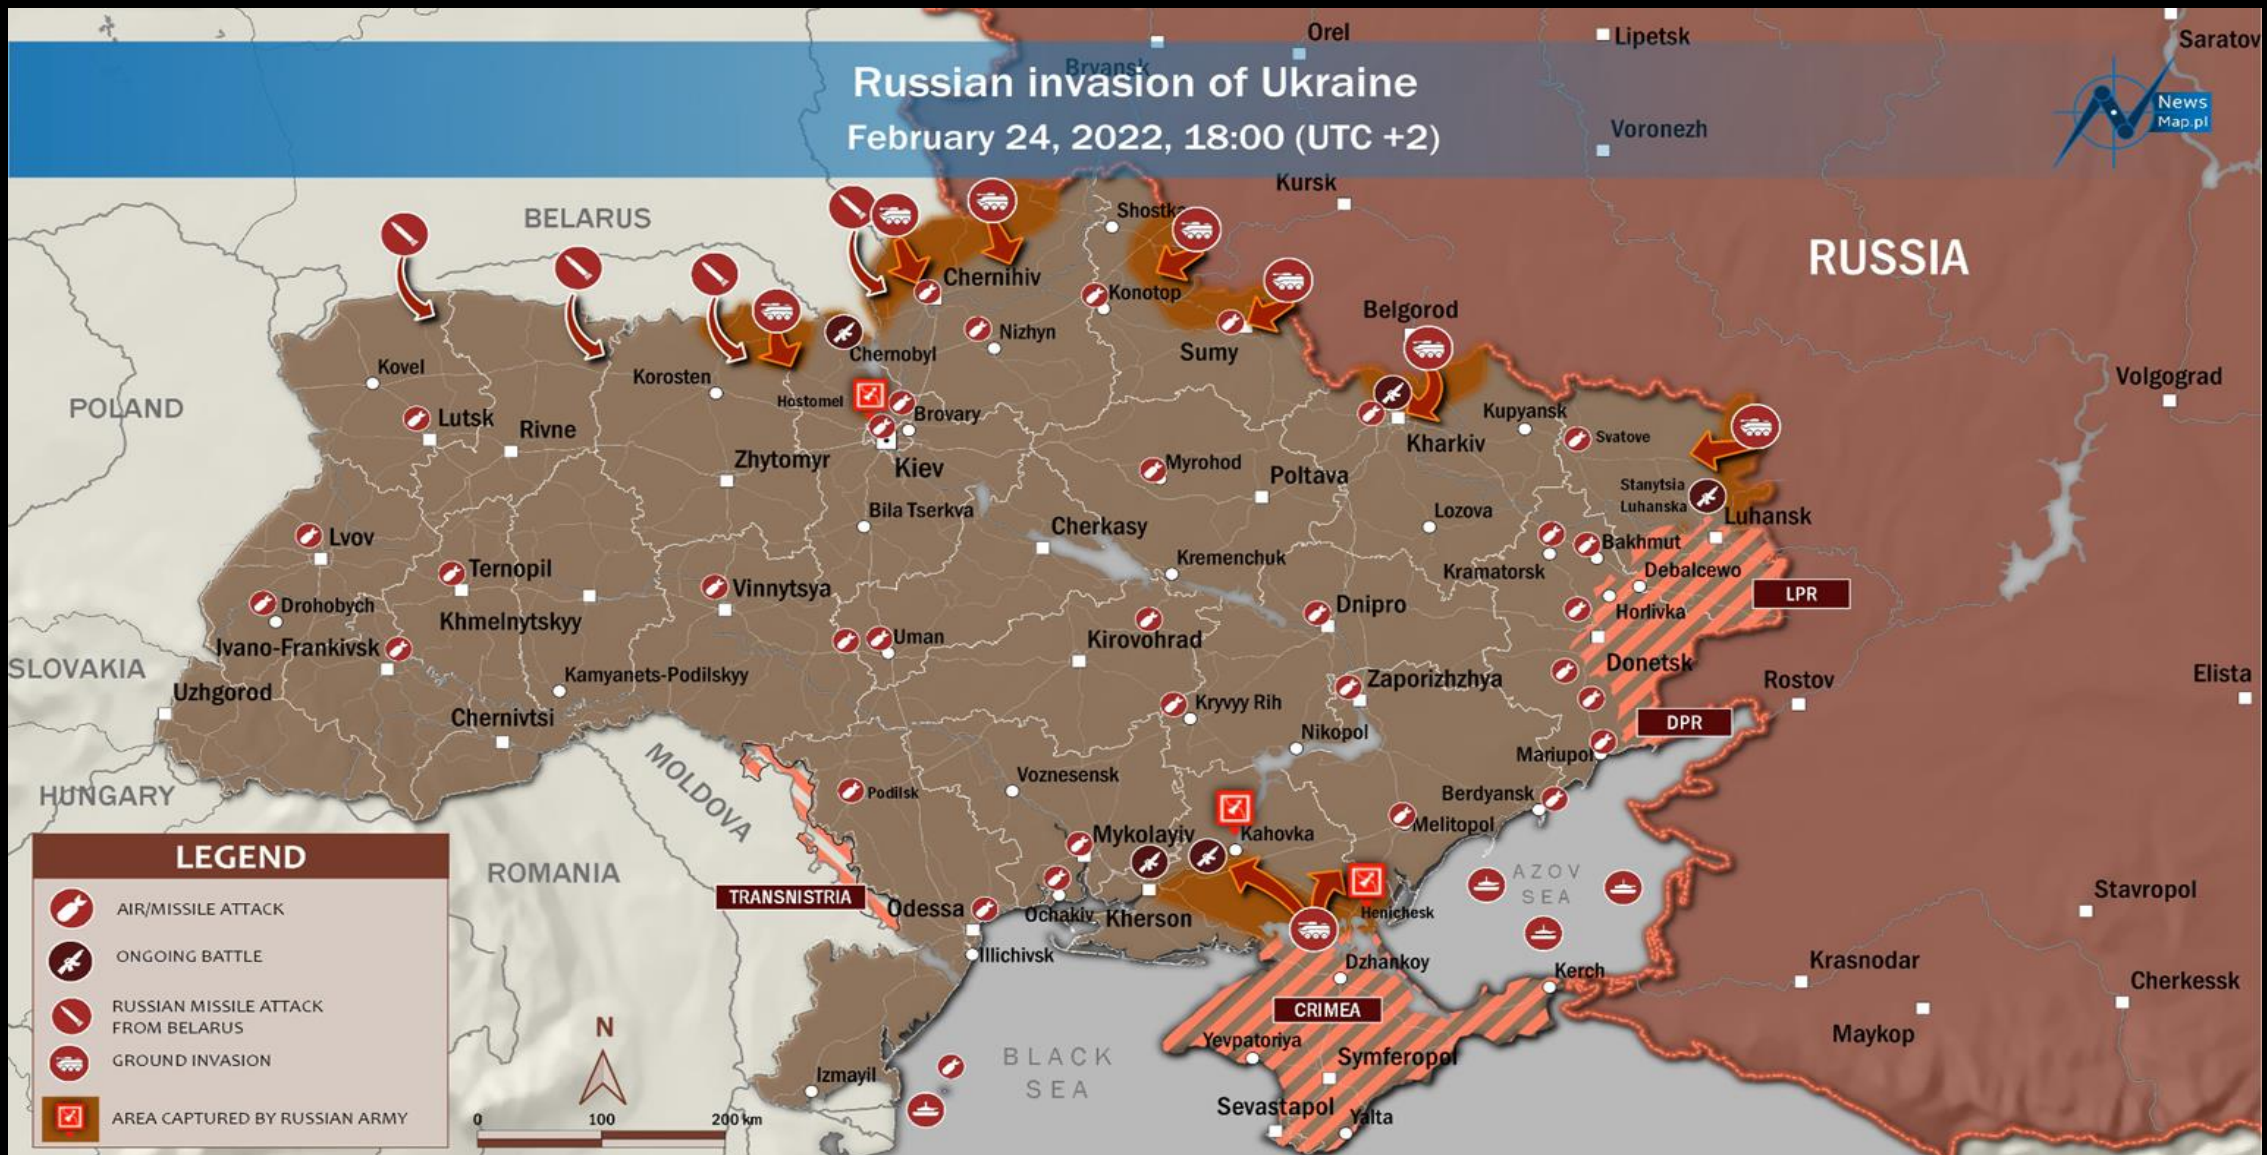 Orel
Lipetsk
Saratov
Bryansk
Russian invasion of Ukraine
February 24, 2022, 18:00 (UTC +2)
News
Map.pl
Voronezh
Kursk
BELARUS
Shostka
RUSSIA
Chernihiv
Konotop
Belgorod
Nizhyn
Sumy
Chernobyl
Kovel
Korosten
Volgograd
POLAND
Hostomel
Brovary
Kupyansk
Lutsk
Rivne
Kharkiv
Svatove
Zhytomyr
Kiev
Myrohod
Poltava
Stanytsia
Luhanska
Bila Tserkva
Lozova
Luhansk
Cherkasy
Lvov
Bakhmut
Kremenchuk
Ternopil
Kramatorsk
Debalcewo
Vinnytsya
LPR
Drohobych
Dnipro
Horlivka
Khmelnytskyy
Uman
Kirovohrad
Ivano-Frankivsk
SLOVAKIA
Kamyanets-Podilskyy
Donetsk
Zaporizhzhya
Rostov
Elista
Uzhgorod
Kryvyy Rih
Chernivtsi
DPR
Nikopol
Mariupol
MOLDOVA
Voznesensk
HUNGARY
Podilsk
Berdyansk
Melitopol
Mykolayiv
Kahovka
LEGEND
ROMANIA
AZOV
SEA
Stavropol
TRANSNISTRIA
Odessa
Ochakiv
Kherson
Henichesk
AIR/MISSILE ATTACK
ONGOING BATTLE
Illichivsk
Dzhankoy
Kerch
Krasnodar
Cherkessk
RUSSIAN MISSILE ATTACK
FROM BELARUS
CRIMEA
N
Maykop
Yevpatoriya
Symferopol
BLACK
SEA
GROUND INVASION
Izmayil
Sevastapol
Yalta
AREA CAPTURED BY RUSSIAN ARMY
0 100 200 km